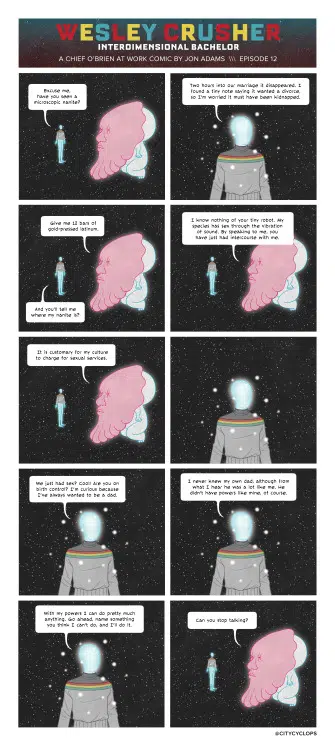 WESLEY CRUSHER
INTERDIMENSIONAL BACHELOR
A CHIEF O'BRIEN AT WORK COMIC BY JON ADAMS \\\ EPISODE 12
Excuse me,
have you seen a
microscopic nanite?
Two hours into our marriage it disappeared. I
found a tiny note saying it wanted a divorce,
so I'm worried it must have been kidnapped.
Give me 12 bars of
gold-pressed latinum.
And you'll tell me
where my nanite is?
I know nothing of your tiny robot. My
species has sex through the vibration
of sound. By speaking to me, you
have just had intercourse with me.
It is customary for my culture
to charge for sexual services.
We just had sex? Cool! Are you on
birth control? I'm curious because
I've always wanted to be a dad.
I never knew my own dad, although from
what I hear he was a lot like me. He
didn't have powers like mine, of course.
With my powers I can do pretty much
anything. Go ahead, name something
you think I can't do, and I'll do it.
Can you stop talking?
@CITYCYCLOPS